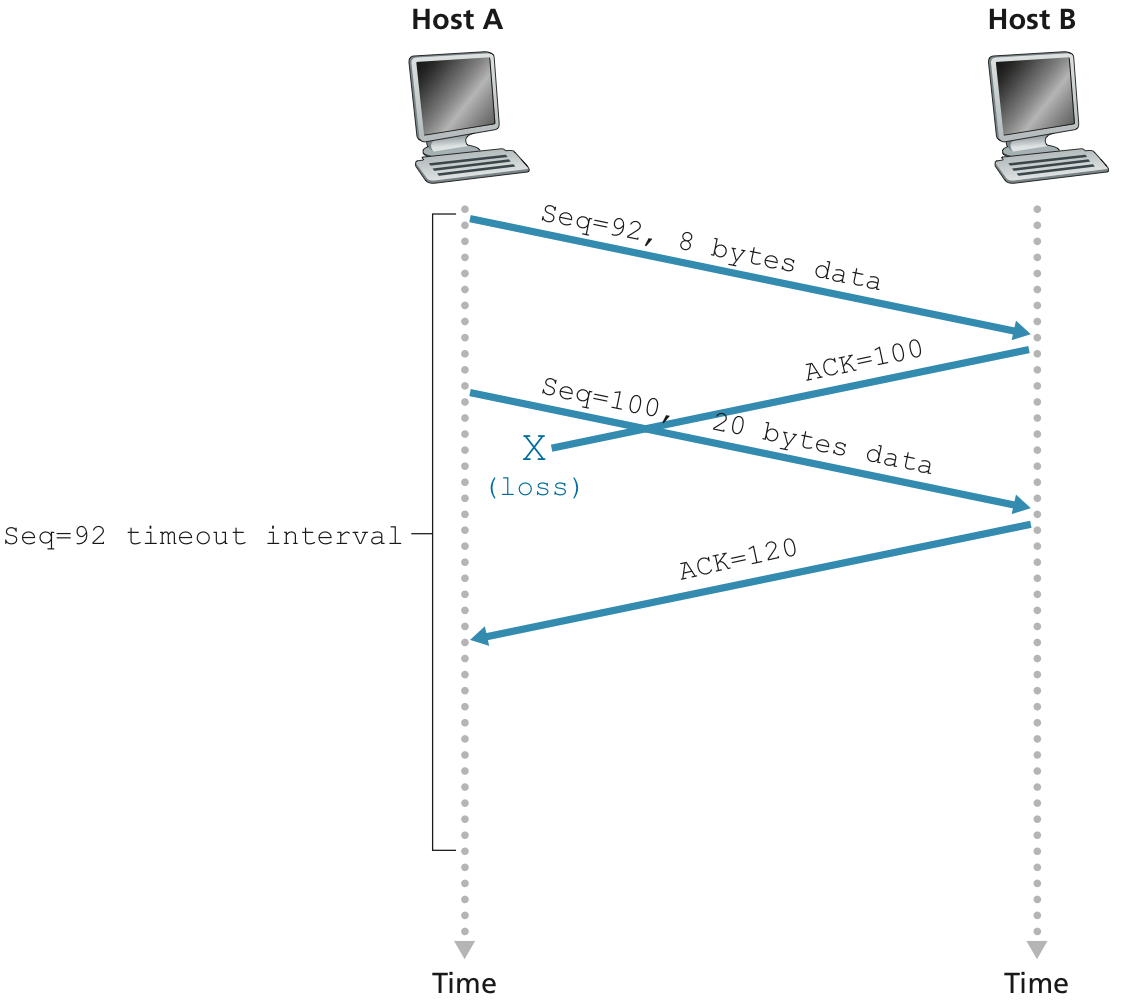 Host A
Host B
Seq=92, 8 bytes data
ACK=100
Seq=100, 20 bytes data
X
(loss)
Seq=92 timeout interval
ACK=120
Time
Time